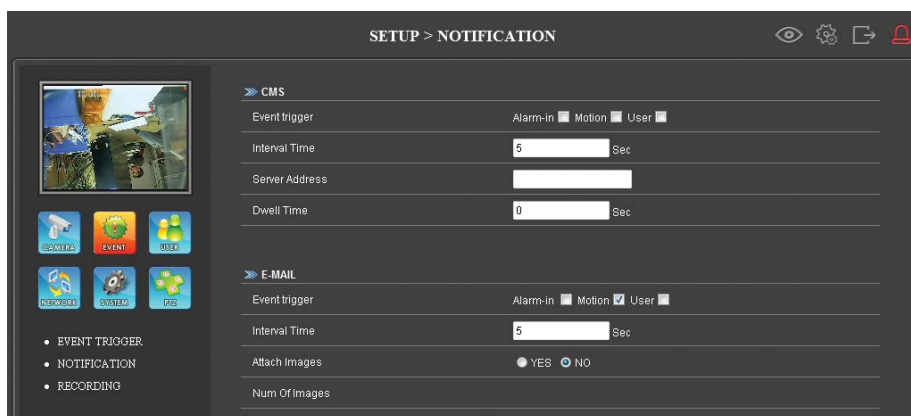 SETUP > NOTIFICATION
CAMERA EVENT USER
NETWORK SYSTEM PTZ
• EVENT TRIGGER
• NOTIFICATION
• RECORDING
CMS
Event trigger Alarm-in Motion User
Interval Time 5 Sec
Server Address
Dwell Time 0 Sec
E-MAIL
Event trigger Alarm-in Motion User
Interval Time 5 Sec
Attach Images YES NO
Num Of Images